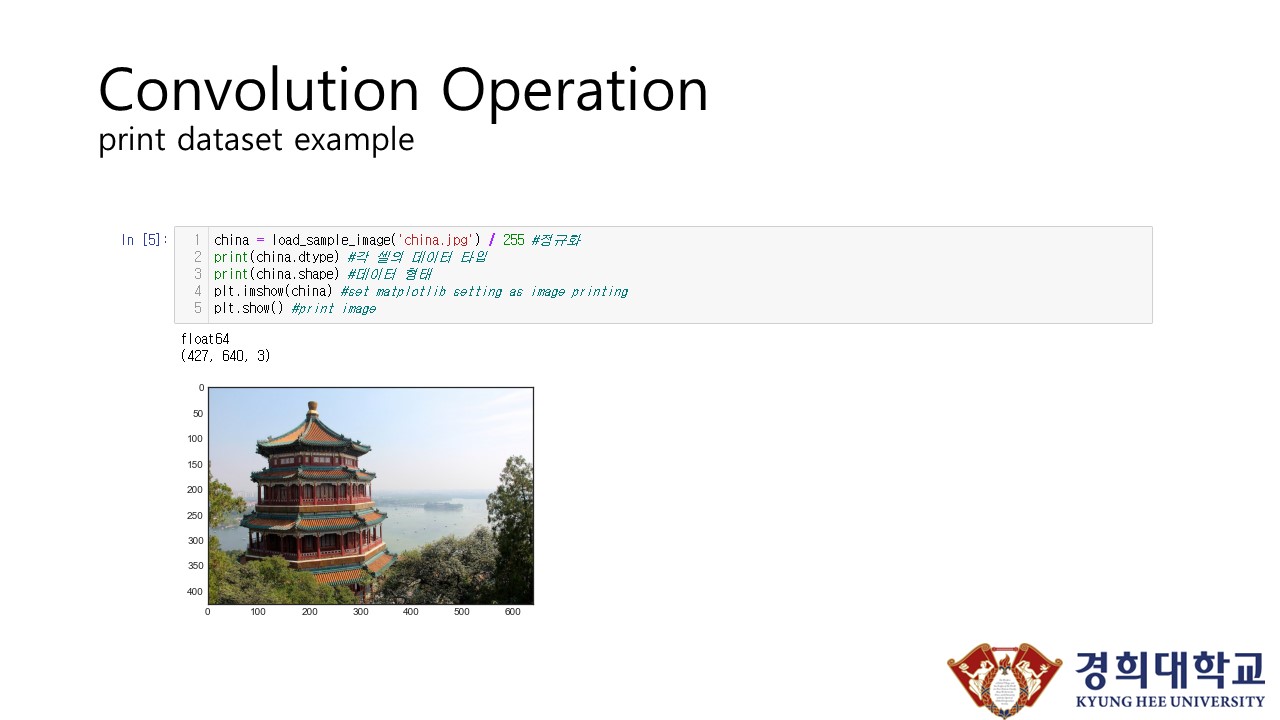 Convolution Operation
print dataset example
In [5]:
1 china = load_sample_image('china.jpg') / 255 #정규화
2 print(china.dtype) #각 셀의 데이터 타입
3 print(china.shape) #데이터 형태
4 plt.imshow(china) #set matplotlib setting as image printing
5 plt.show() #print image
float64
(427, 640, 3)
0
50
100
150
200
250
300
350
400
0 100 200 300 400 500 600
경희대학교
KYUNG HEE UNIVERSITY